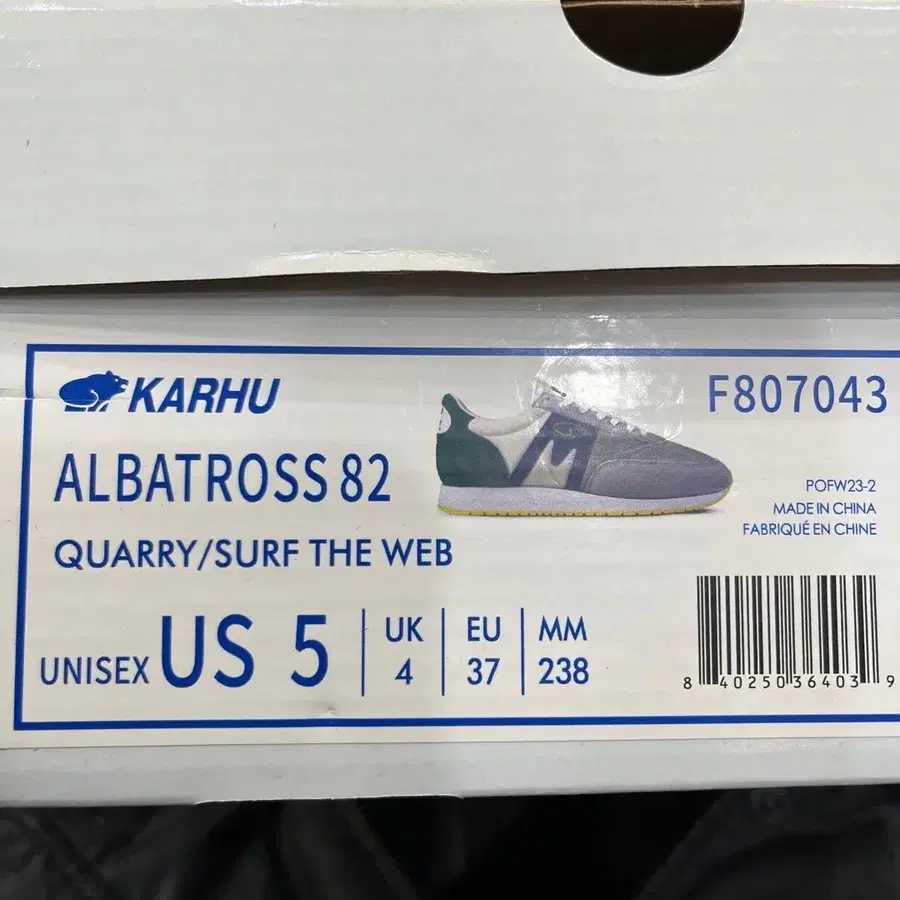 KARHU
F807043
ALBATROSS 82
QUARRY/SURF THE WEB
POFW23-2
MADE IN CHINA
FABRIQUÉ EN CHINE
UNISEX US 5
UK
4
EU
37
MM
238
8 40250 36403 9